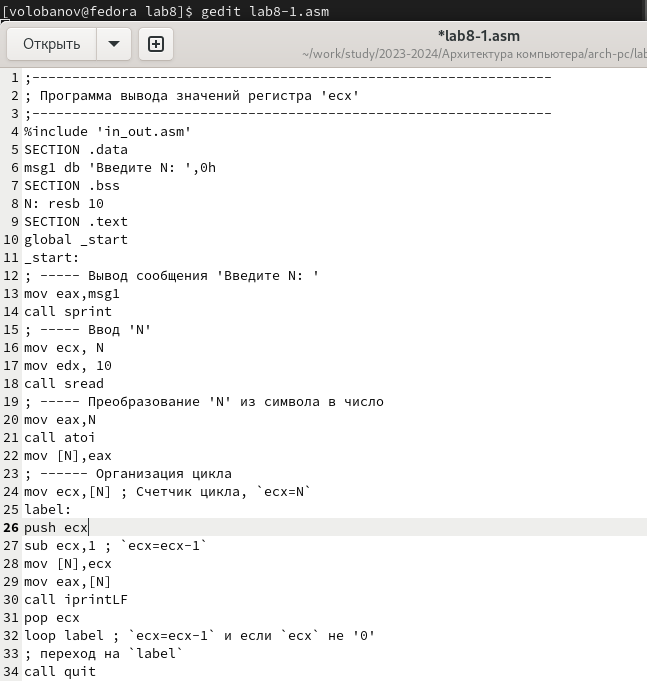 [volobanov@fedora lab8]$ gedit lab8-1.asm
Открыть
*lab8-1.asm
~/work/study/2023-2024/Архитектура компьютера/arch-pc/lab
1 ;-----------------------------------------------------------------
2 ; Программа вывода значений регистра 'ecx'
3 ;-----------------------------------------------------------------
4 %include 'in_out.asm'
5 SECTION .data
6 msg1 db 'Введите N: ',0h
7 SECTION .bss
8 N: resb 10
9 SECTION .text
10 global _start
11 _start:
12 ; ----- Вывод сообщения 'Введите N: '
13 mov eax,msg1
14 call sprint
15 ; ----- Ввод 'N'
16 mov ecx, N
17 mov edx, 10
18 call sread
19 ; ----- Преобразование 'N' из символа в число
20 mov eax,N
21 call atoi
22 mov [N],eax
23 ; ------ Организация цикла
24 mov ecx,[N] ; Счетчик цикла, `ecx=N`
25 label:
26 push ecx
27 sub ecx,1 ; `ecx=ecx-1`
28 mov [N],ecx
29 mov eax,[N]
30 call iprintLF
31 pop ecx
32 loop label ; `ecx=ecx-1` и если `ecx` не '0'
33 ; переход на `label`
34 call quit